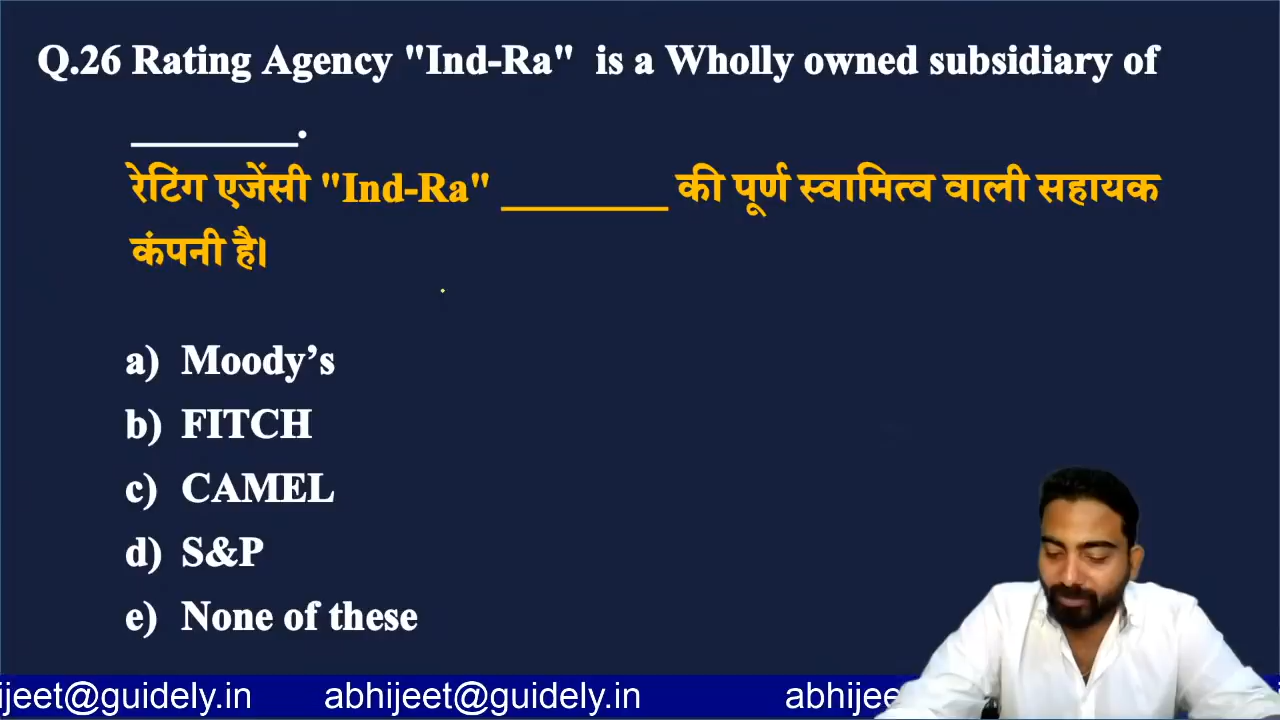 Q.26 Rating Agency "Ind-Ra" is a Wholly owned subsidiary of
________.
रेटिंग एजेंसी "Ind-Ra" ________ की पूर्ण स्वामित्व वाली सहायक
कंपनी है।
a) Moody’s
b) FITCH
c) CAMEL
d) S&P
e) None of these
ijeet@guidely.in abhijeet@guidely.in abhijee